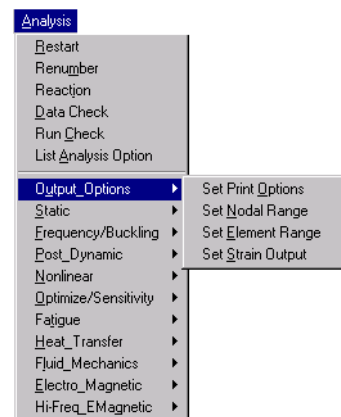 Analysis
Restart
Renumber
Reaction
Data Check
Run Check
List Analysis Option
Output_Options
Set Print Options
Static
Set Nodal Range
Frequency/Buckling
Set Element Range
Post_Dynamic
Set Strain Output
Nonlinear
Optimize/Sensitivity
Fatigue
Heat_Transfer
Fluid_Mechanics
Electro_Magnetic
Hi-Freq_EMagnetic